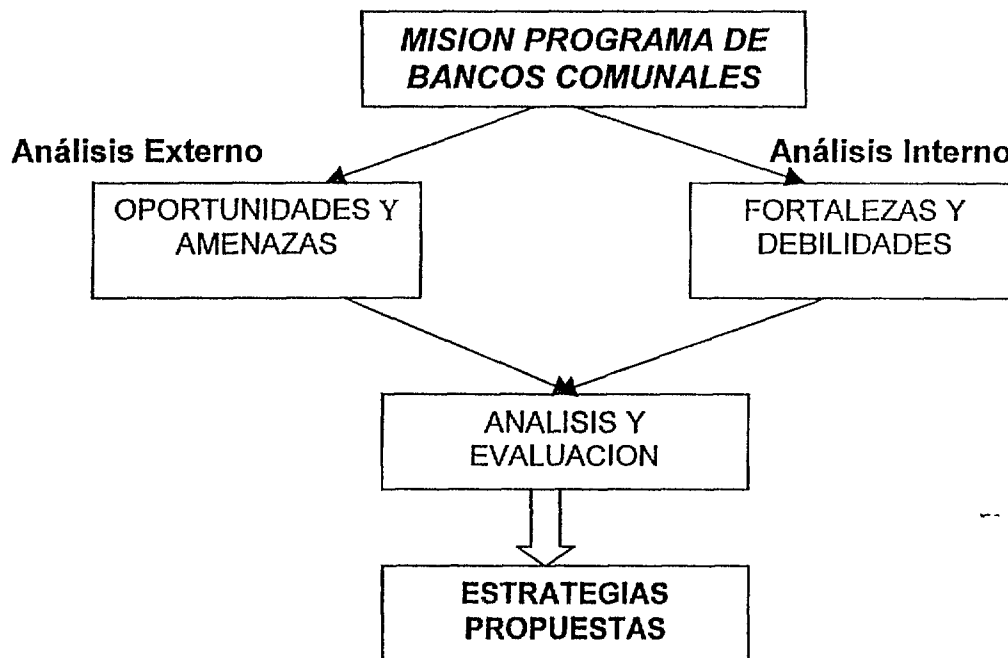 MISION PROGRAMA DE
BANCOS COMUNALES
Análisis Externo
Análisis Interno
OPORTUNIDADES Y
AMENAZAS
FORTALEZAS Y
DEBILIDADES
ANALISIS Y
EVALUACION
ESTRATEGIAS
PROPUESTAS